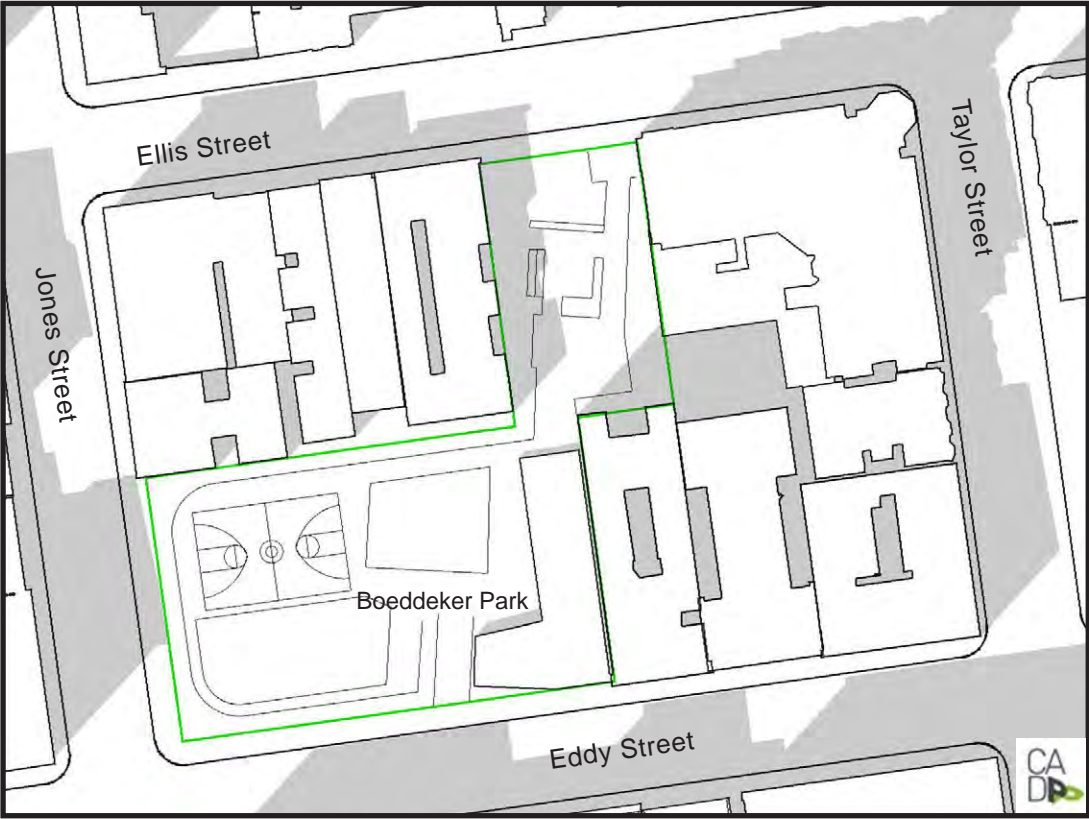 Ellis Street
Taylor Street
Jones Street
Boeddeker Park
Eddy Street
CA
DP